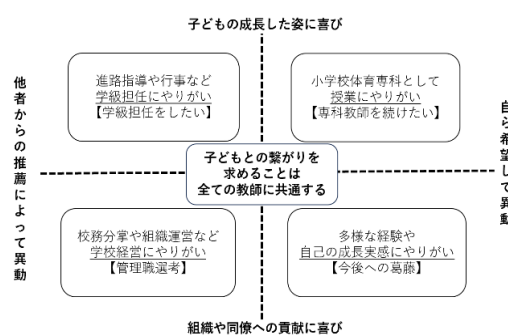 子どもの成長した姿に喜び
進路指導や行事など
学級担任にやりがい
【学級担任をしたい】
小学校体育専科として
授業にやりがい
【専科教師を続けたい】
他者からの推薦によって異動
子どもとの繋がりを
求めることは
全ての教師に共通する
自ら希望して異動
校務分掌や組織運営など
学校経営にやりがい
【管理職選考】
多様な経験や
自己の成長実感にやりがい
【今後への葛藤】
組織や同僚への貢献に喜び